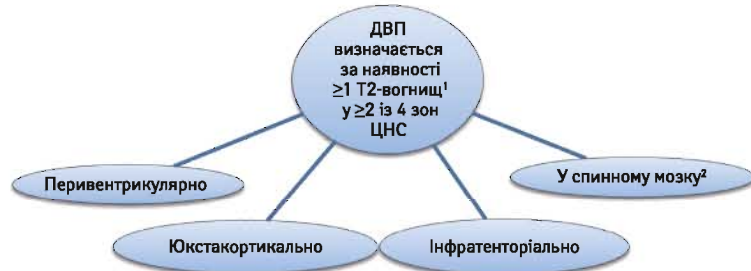 ДВП
визначається
за наявності
≥1 Т2-вогнищ¹
у ≥2 із 4 зон
ЦНС
Перивентрикулярно
У спинному мозку²
Юкстакортикально
Інфратенторіально